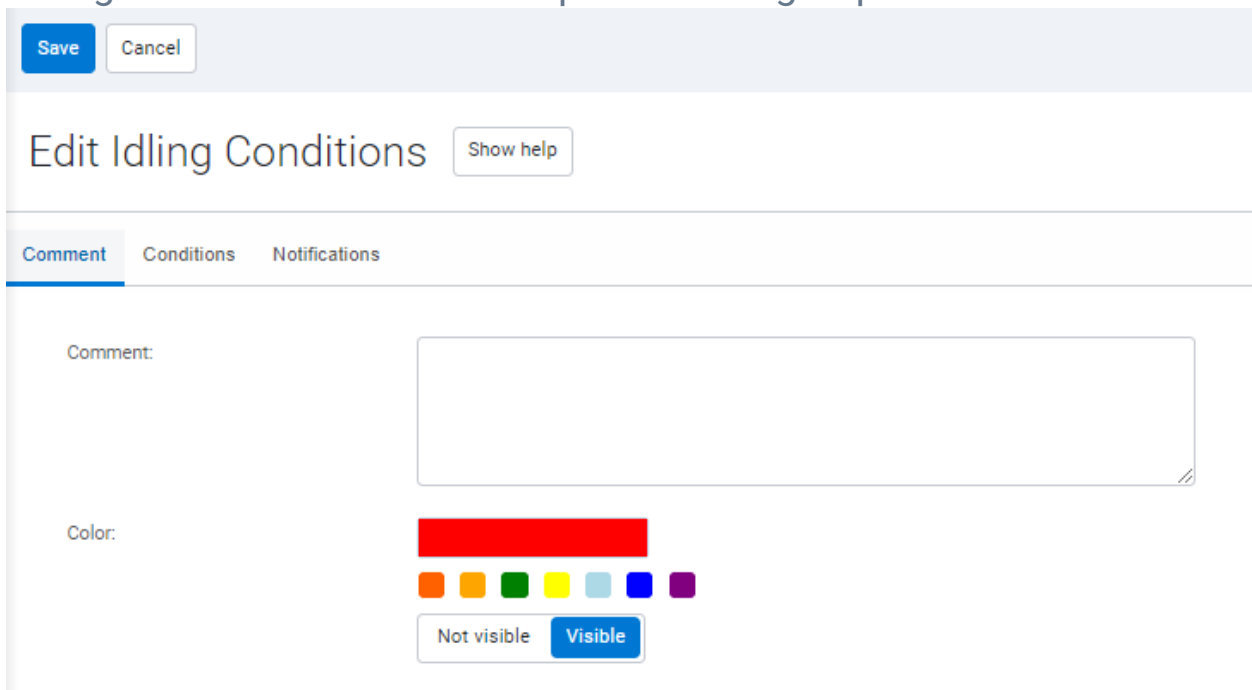 Save Cancel
Edit Idling Conditions Show help
Comment Conditions Notifications
Comment:
Color:
Not visible Visible